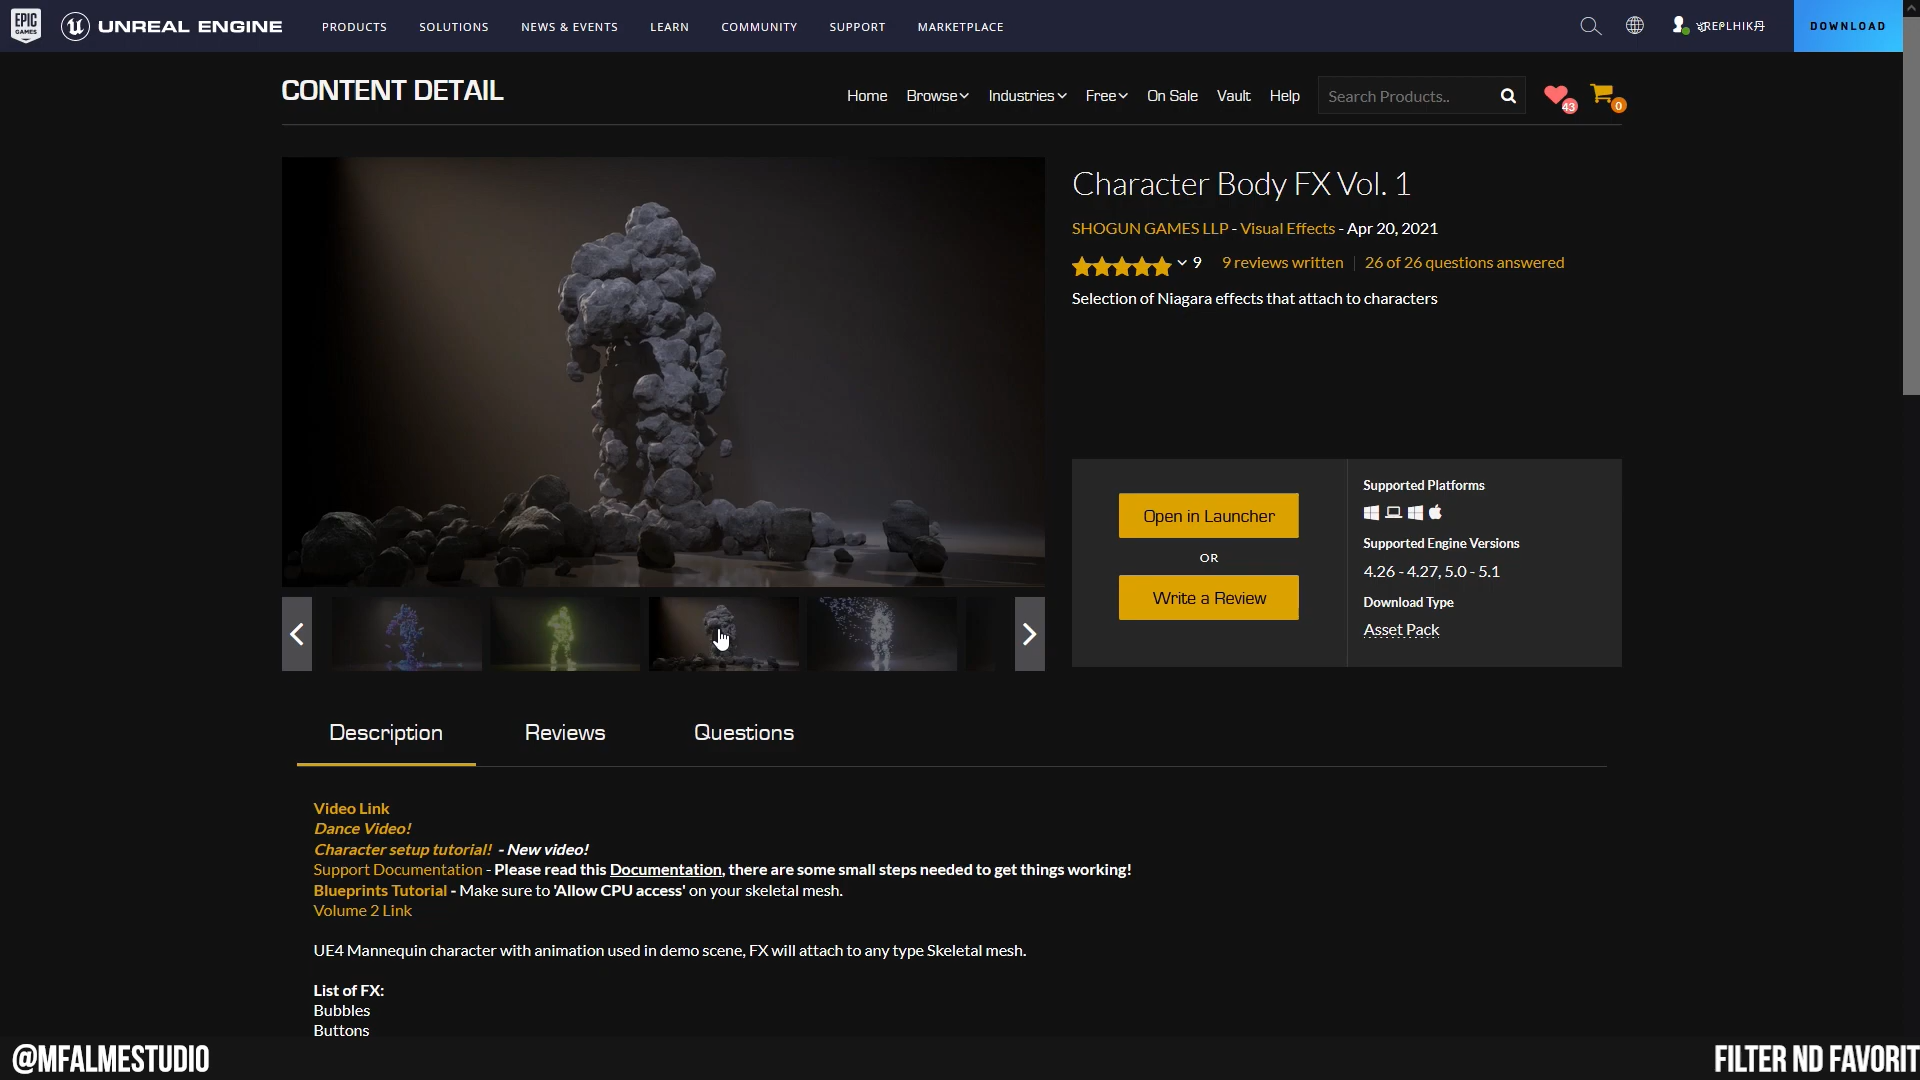 EPIC GAMES
UNREAL ENGINE
PRODUCTS
SOLUTIONS
NEWS & EVENTS
LEARN
COMMUNITY
SUPPORT
MARKETPLACE
DOWNLOAD
CONTENT DETAIL
Home
Browse
Industries
Free
On Sale
Vault
Help
Search Products..
43
0
Character Body FX Vol. 1
SHOGUN GAMES LLP - Visual Effects - Apr 20, 2021
9 9 reviews written 26 of 26 questions answered
Selection of Niagara effects that attach to characters
Open in Launcher
OR
Write a Review
Supported Platforms
Supported Engine Versions
4.26 - 4.27, 5.0 - 5.1
Download Type
Asset Pack
Description
Reviews
Questions
Video Link
Dance Video!
Character setup tutorial! - New video!
Support Documentation - Please read this Documentation, there are some small steps needed to get things working!
Blueprints Tutorial - Make sure to 'Allow CPU access' on your skeletal mesh.
Volume 2 Link
UE4 Mannequin character with animation used in demo scene, FX will attach to any type Skeletal mesh.
List of FX:
Bubbles
Buttons
@MFALMESTUDIO
FILTER ND FAVORIT